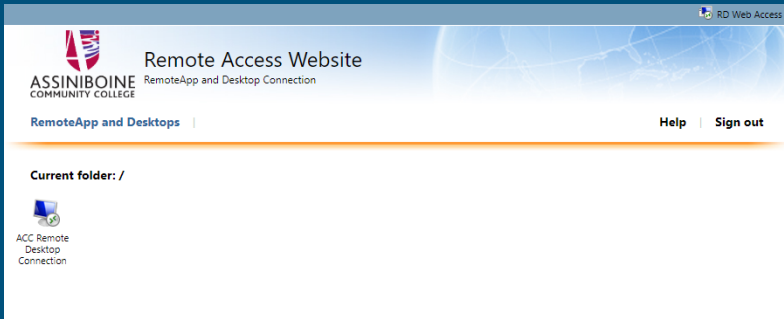 RD Web Access
ASSINIBOINE
COMMUNITY COLLEGE
Remote Access Website
RemoteApp and Desktop Connection
RemoteApp and Desktops
Help
Sign out
Current folder: /
ACC Remote
Desktop
Connection